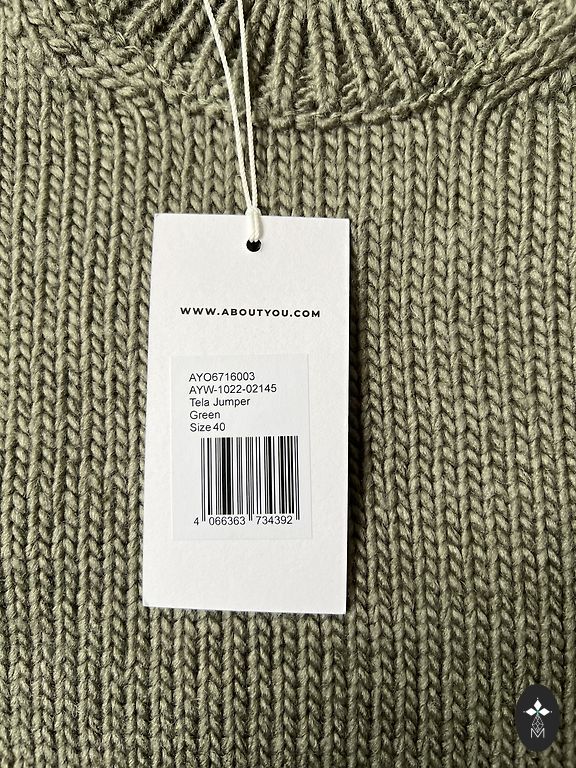 WWW.ABOUTYOU.COM
AYO6716003
AYW-1022-02145
Tela Jumper
Green
Size 40
4 066363 734392
M